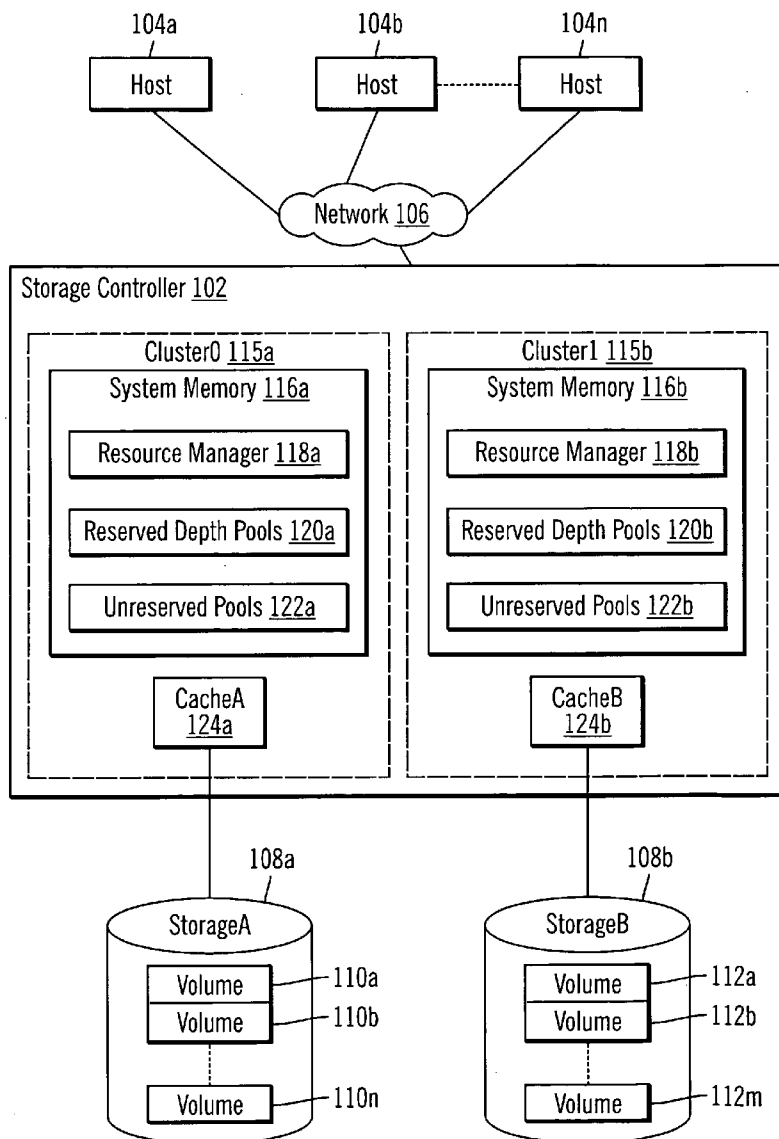 104a
104b
104n
Host
Host
Host
Network 106
Storage Controller 102
Cluster0 115a
System Memory 116a
Resource Manager 118a
Reserved Depth Pools 120a
Unreserved Pools 122a
CacheA
124a
Cluster1 115b
System Memory 116b
Resource Manager 118b
Reserved Depth Pools 120b
Unreserved Pools 122b
CacheB
124b
108a
StorageA
Volume
110a
Volume
110b
Volume
110n
108b
StorageB
Volume
112a
Volume
112b
Volume
112m